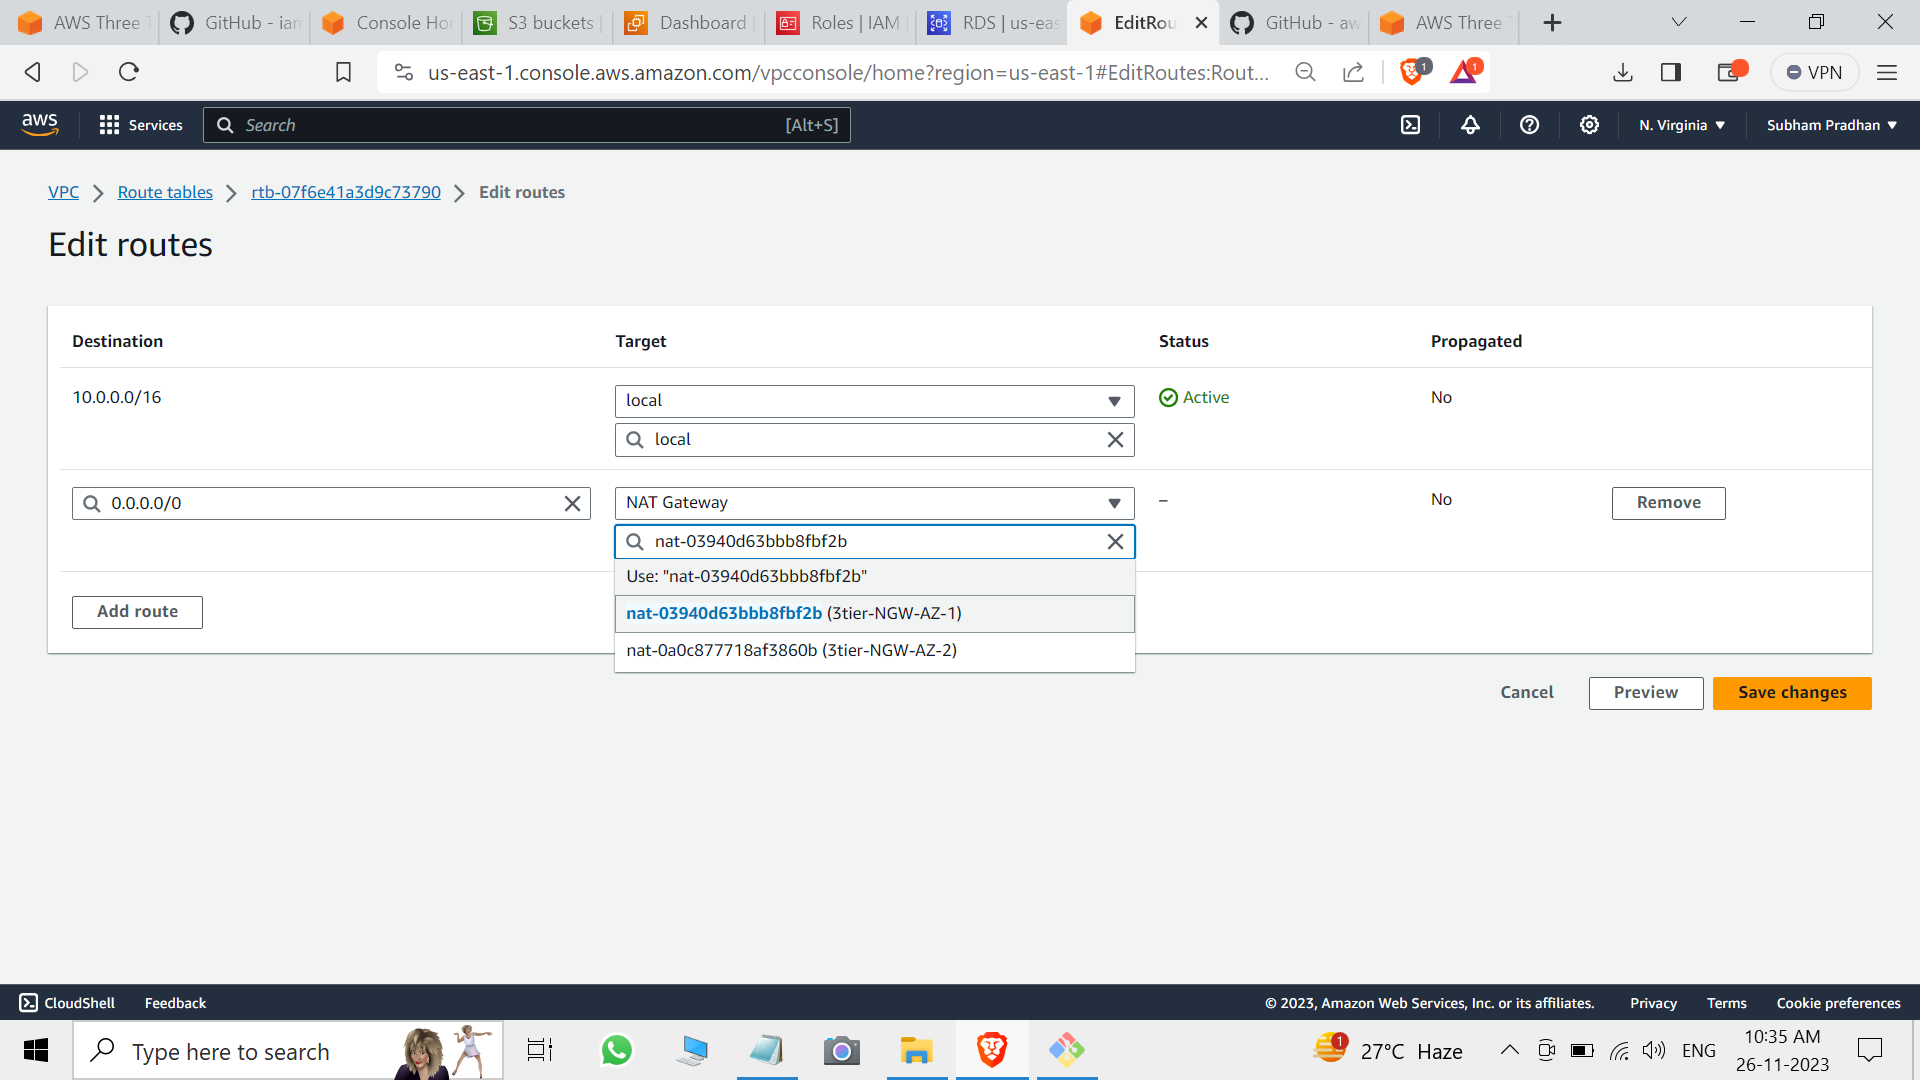 AWS Three T
GitHub - iam
Console Hor
S3 buckets |
Dashboard |
Roles | IAM |
RDS | us-eas
EditRou
GitHub - aw
AWS Three T
us-east-1.console.aws.amazon.com/vpcconsole/home?region=us-east-1#EditRoutes:Rout...
1
1
VPN
aws
Services
Search
[Alt+S]
N. Virginia
Subham Pradhan
VPC
Route tables
rtb-07f6e41a3d9c73790
Edit routes
Edit routes
Destination
Target
Status
Propagated
10.0.0.0/16
local
Active
No
local
0.0.0.0/0
NAT Gateway
–
No
Remove
nat-03940d63bbb8fbf2b
Use: "nat-03940d63bbb8fbf2b"
nat-03940d63bbb8fbf2b (3tier-NGW-AZ-1)
nat-0a0c877718af3860b (3tier-NGW-AZ-2)
Add route
Cancel
Preview
Save changes
CloudShell
Feedback
© 2023, Amazon Web Services, Inc. or its affiliates.
Privacy
Terms
Cookie preferences
Type here to search
1
27°C Haze
ENG
10:35 AM
26-11-2023